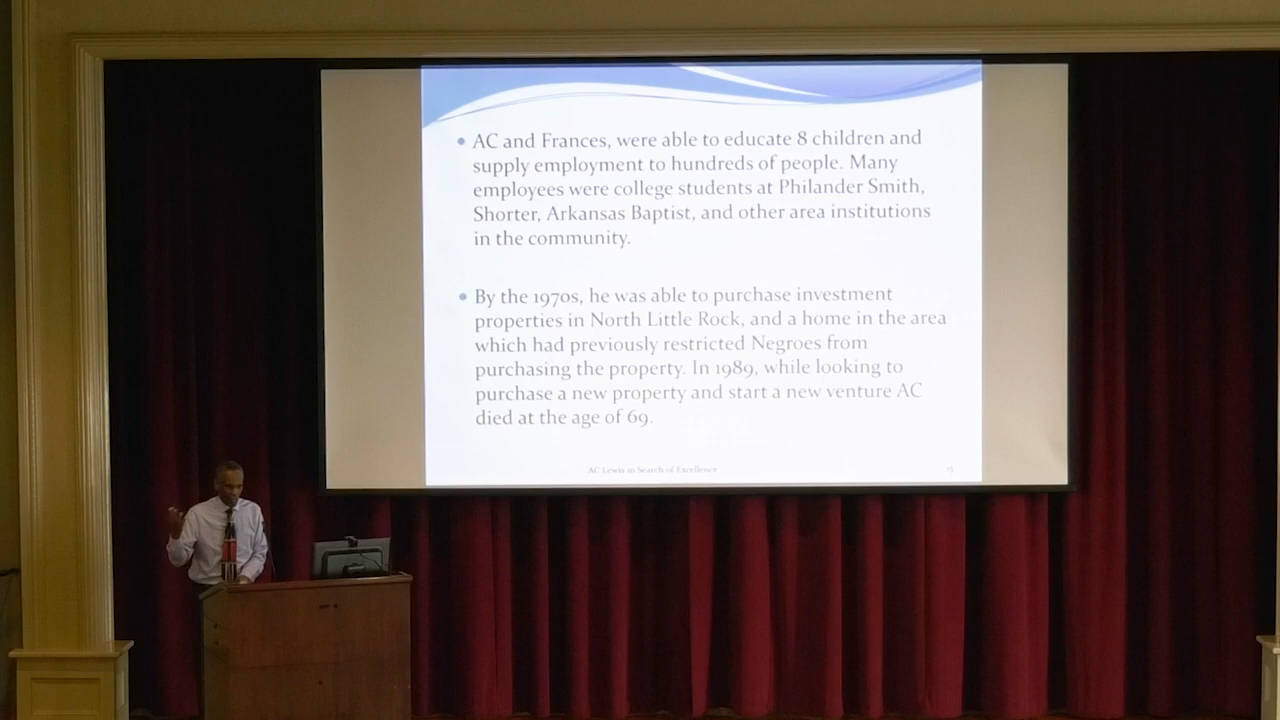 AC and Frances, were able to educate 8 children and
supply employment to hundreds of people. Many
employees were college students at Philander Smith,
Shorter, Arkansas Baptist, and other area institutions
in the community.
By the 1970s, he was able to purchase investment
properties in North Little Rock, and a home in the area
which had previously restricted Negroes from
purchasing the property. In 1989, while looking to
purchase a new property and start a new venture AC
died at the age of 69.
AC Lewis in Search of Excellence